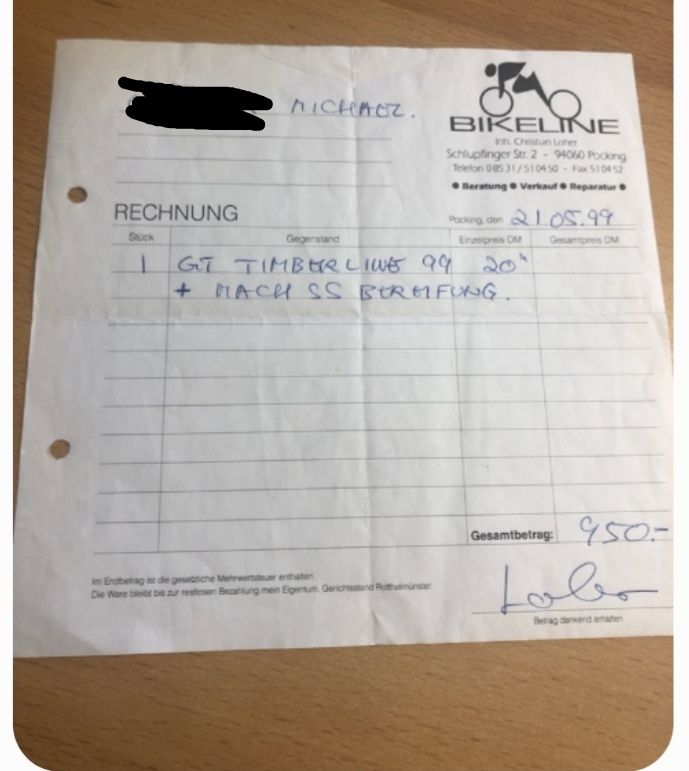 MICHAEL.
BIKELINE
Inh. Christian Loher
Schlupfinger Str. 2 - 94060 Pocking
Telefon 08531/510450 - Fax 510452
● Beratung ● Verkauf ● Reparatur ●
RECHNUNG
Pocking, den 21.05.99
Stück Gegenstand Einzelpreis DM Gesamtpreis DM
1 GT TIMBERLINE 99 20"
+ MACH SS BEREIFUNG.
Gesamtbetrag: 950.-
Im Endbetrag ist die gesetzliche Mehrwertsteuer enthalten
Die Ware bleibt bis zur restlosen Bezahlung mein Eigentum. Gerichtsstand Rotthalmünster.
Loher
Betrag dankend erhalten